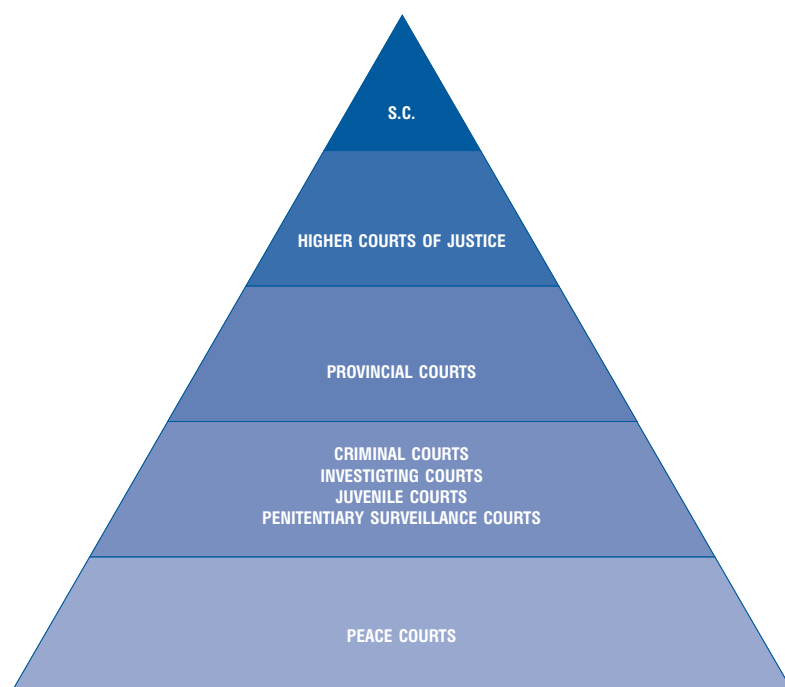 S.C.
HIGHER COURTS OF JUSTICE
PROVINCIAL COURTS
CRIMINAL COURTS
INVESTIGTING COURTS
JUVENILE COURTS
PENITENTIARY SURVEILLANCE COURTS
PEACE COURTS